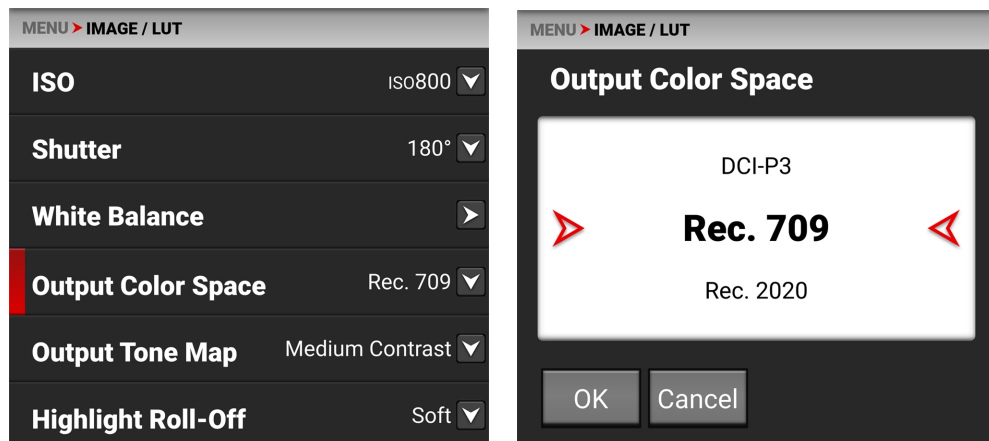 MENU IMAGE / LUT
ISO ISO800
Shutter 180°
White Balance
Output Color Space Rec. 709
Output Tone Map Medium Contrast
Highlight Roll-Off Soft
MENU IMAGE / LUT
Output Color Space
DCI-P3
Rec. 709
Rec. 2020
OK Cancel